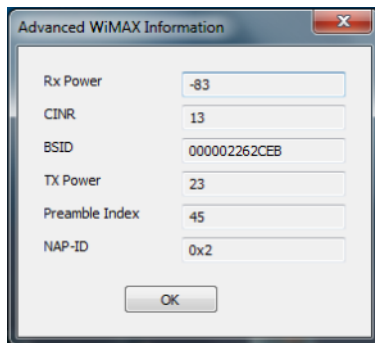 Advanced WiMAX Information
Rx Power -83
CINR 13
BSID 000002262CEB
TX Power 23
Preamble Index 45
NAP-ID 0x2
OK